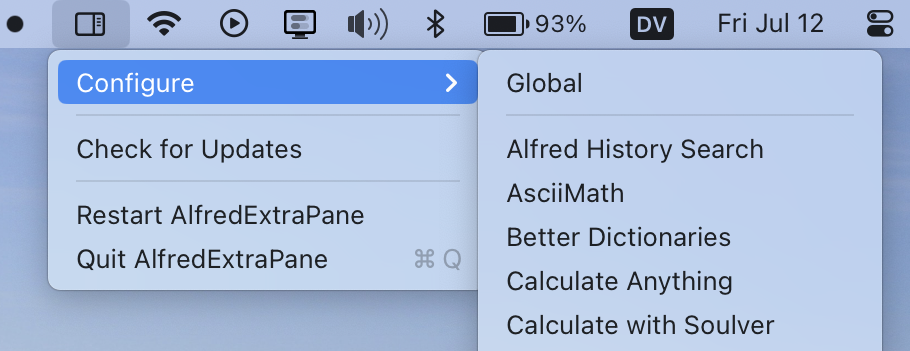 93% DV Fri Jul 12
Configure
Check for Updates
Restart AlfredExtraPane
Quit AlfredExtraPane ⌘ Q
Global
Alfred History Search
AsciiMath
Better Dictionaries
Calculate Anything
Calculate with Soulver